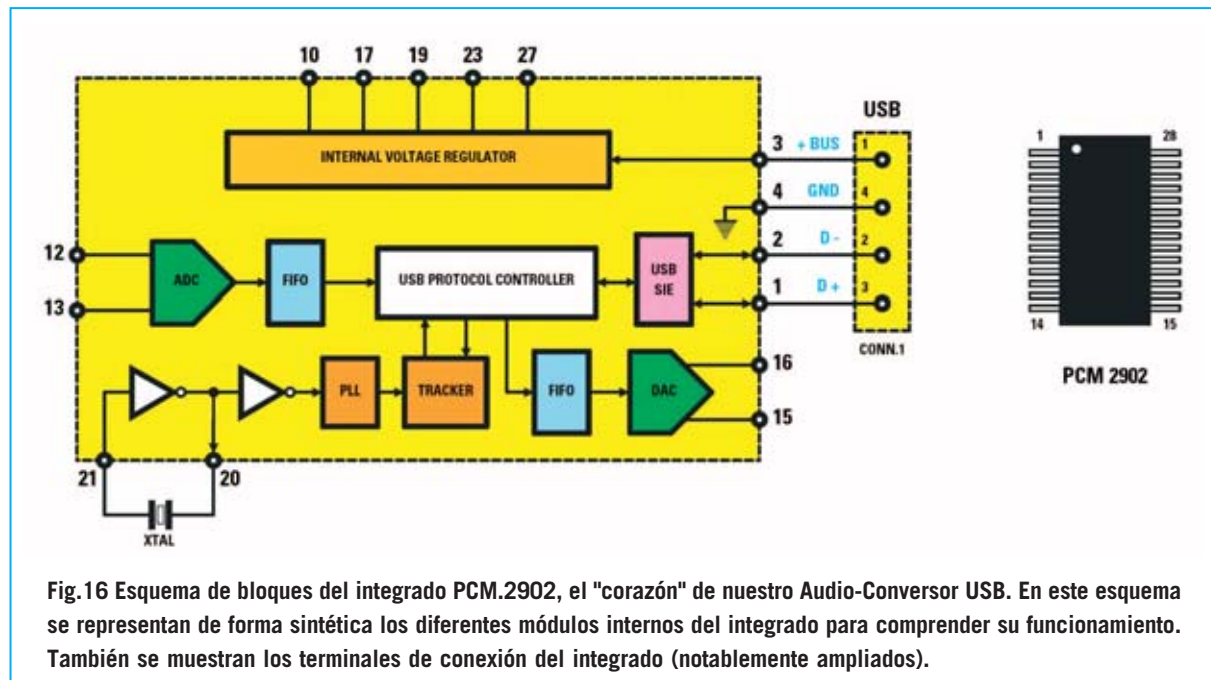 10 17 19 23 27
USB
INTERNAL VOLTAGE REGULATOR
3 + BUS 1
4 GND 4
2 D - 2
1 D + 3
CONN.1
1 28
14 15
PCM 2902
12
13
ADC
FIFO
USB PROTOCOL CONTROLLER
USB
SIE
PLL
TRACKER
FIFO
DAC
16
15
21 20
XTAL
Fig.16 Esquema de bloques del integrado PCM.2902, el "corazón" de nuestro Audio-Conversor USB. En este esquema
se representan de forma sintética los diferentes módulos internos del integrado para comprender su funcionamiento.
También se muestran los terminales de conexión del integrado (notablemente ampliados).